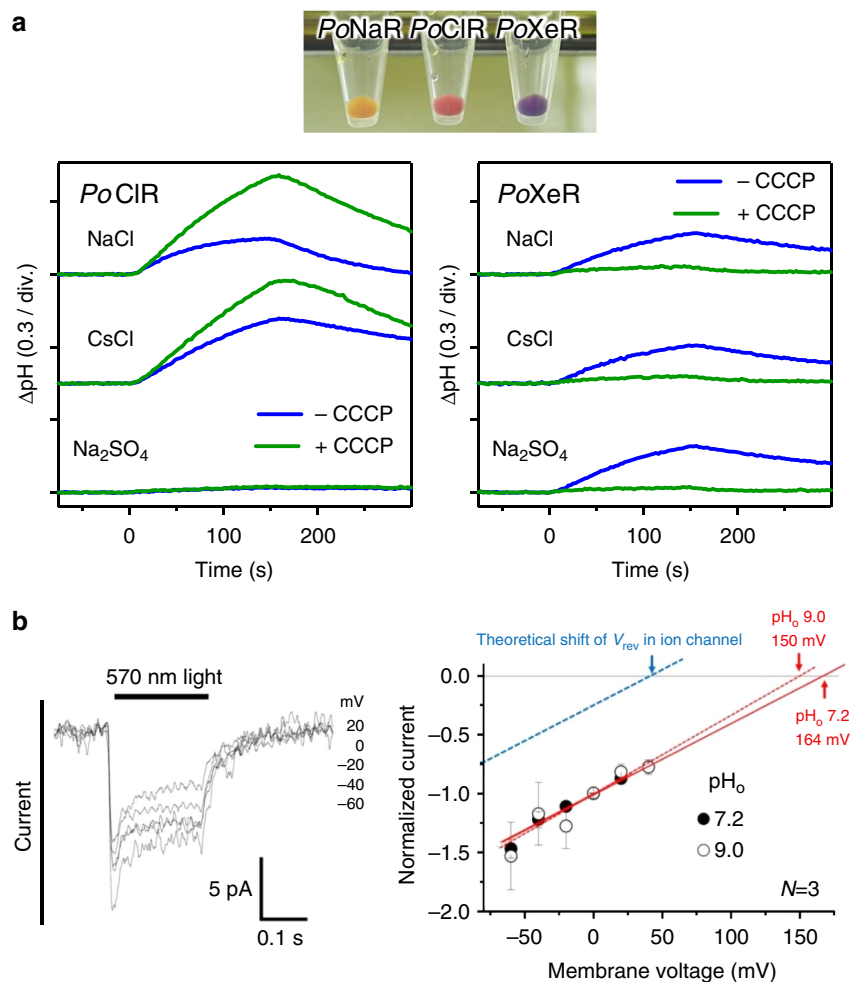 a
PoNaR PoClR PoXeR
PoClR
NaCl
CsCl
Na₂SO₄
– CCCP
+ CCCP
ΔpH (0.3 / div.)
0 100 200
Time (s)
PoXeR
– CCCP
+ CCCP
NaCl
CsCl
Na₂SO₄
ΔpH (0.3 / div.)
0 100 200
Time (s)
b
570 nm light
mV
20
0
–20
–40
–60
Current
5 pA
0.1 s
Theoretical shift of Vrev in ion channel
pHo 9.0
150 mV
pHo 7.2
164 mV
0.0
–0.5
–1.0
–1.5
–2.0
Normalized current
pHo
7.2
9.0
N=3
–50 0 50 100 150
Membrane voltage (mV)